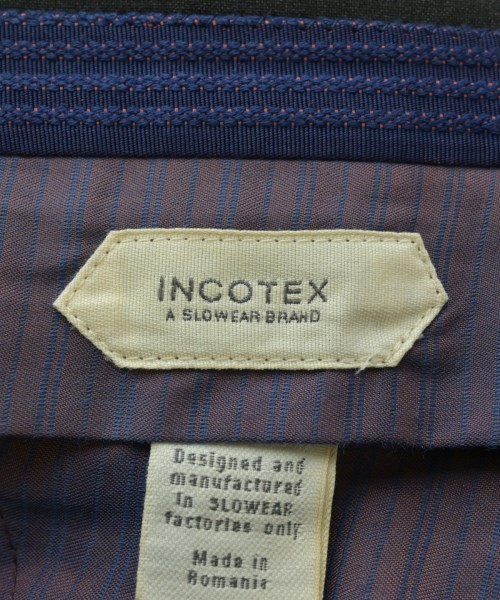 INCOTEX
A SLOWEAR BRAND
Designed and
manufactured
in SLOWEAR
factories only
Made in
Romania